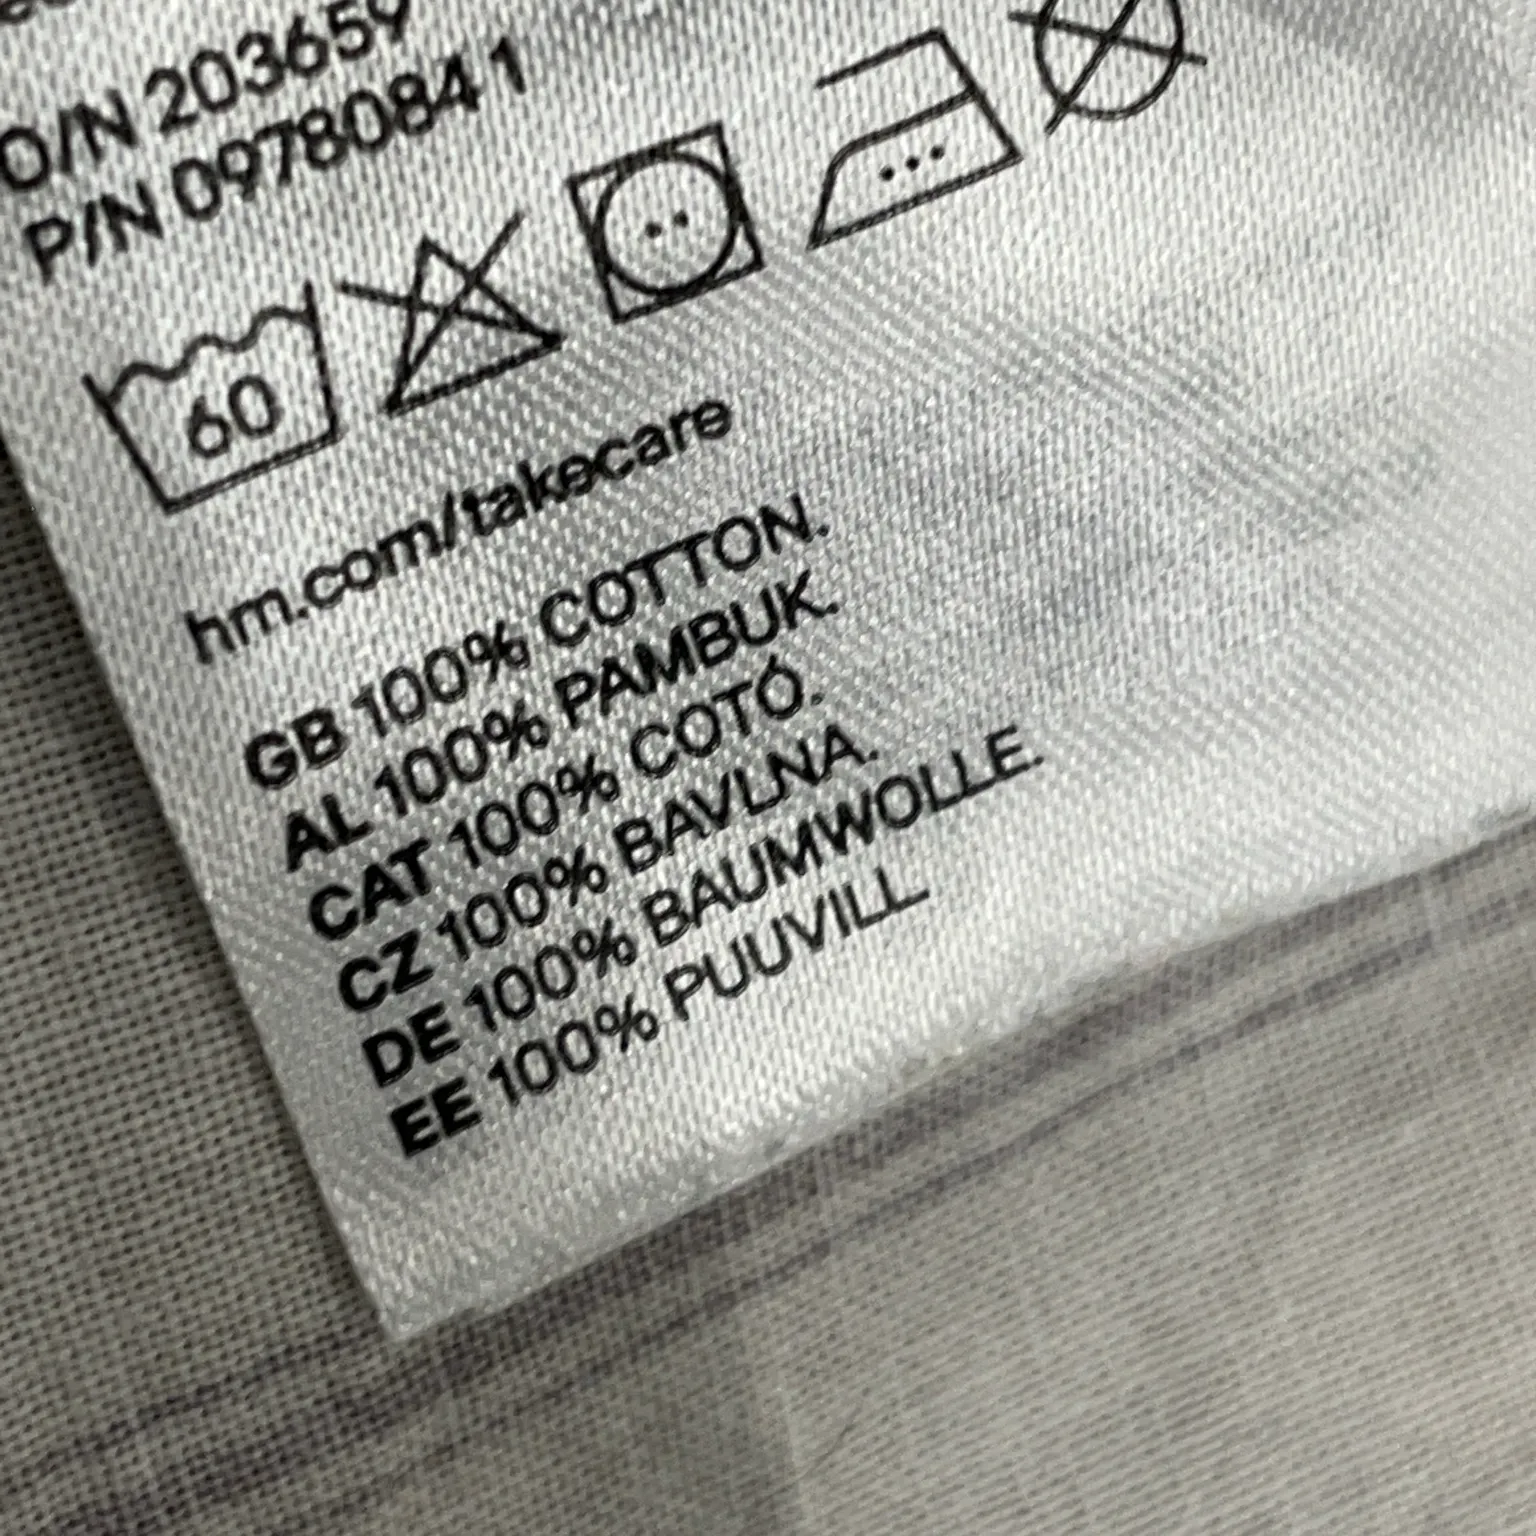 O/N 203659
P/N 0978084 1
60
hm.com/takecare
GB 100% COTTON.
AL 100% PAMBUK.
CAT 100% COTÓ.
CZ 100% BAVLNA.
DE 100% BAUMWOLLE.
EE 100% PUUVILL